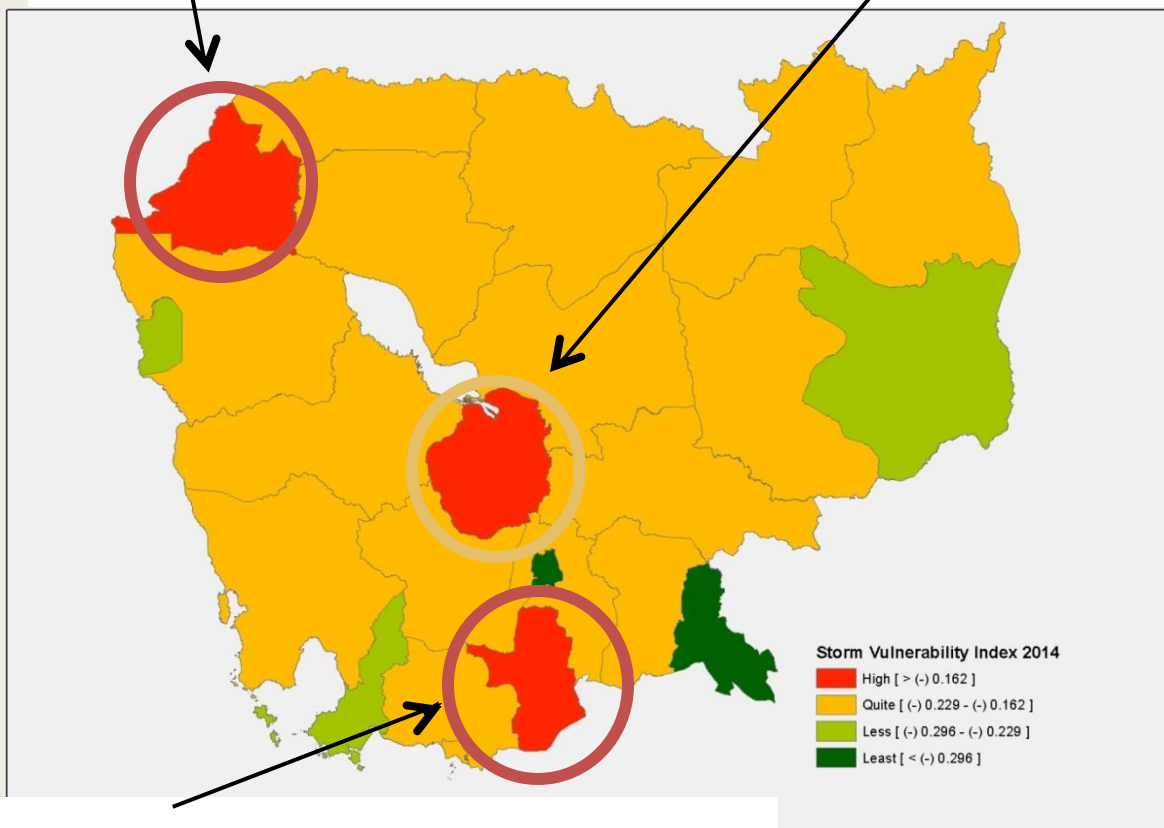 Storm Vulnerability Index 2014
High [ > (-) 0.162 ]
Quite [ (-) 0.229 - (-) 0.162 ]
Less [ (-) 0.296 - (-) 0.229 ]
Least [ < (-) 0.296 ]